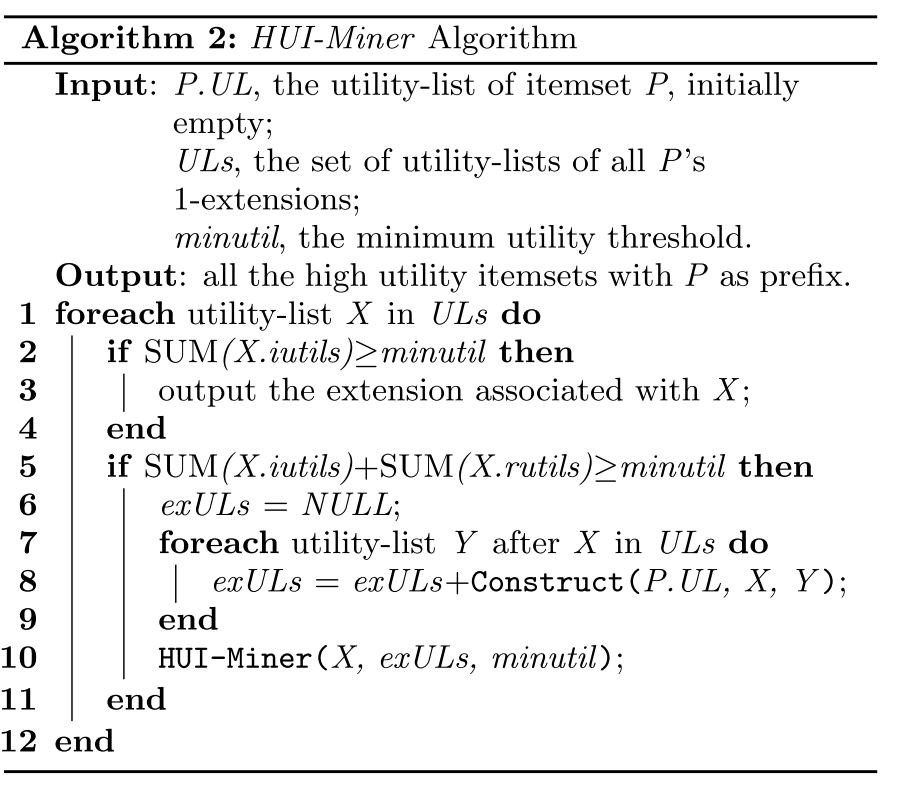 Algorithm 2: HUI-Miner Algorithm
Input: P.UL, the utility-list of itemset P, initially
empty;
ULs, the set of utility-lists of all P's
1-extensions;
minutil, the minimum utility threshold.
Output: all the high utility itemsets with P as prefix.
1 foreach utility-list X in ULs do
2 if SUM(X.iutils)≥minutil then
3 output the extension associated with X;
4 end
5 if SUM(X.iutils)+SUM(X.rutils)≥minutil then
6 exULs = NULL;
7 foreach utility-list Y after X in ULs do
8 exULs = exULs+Construct(P.UL, X, Y);
9 end
10 HUI-Miner(X, exULs, minutil);
11 end
12 end